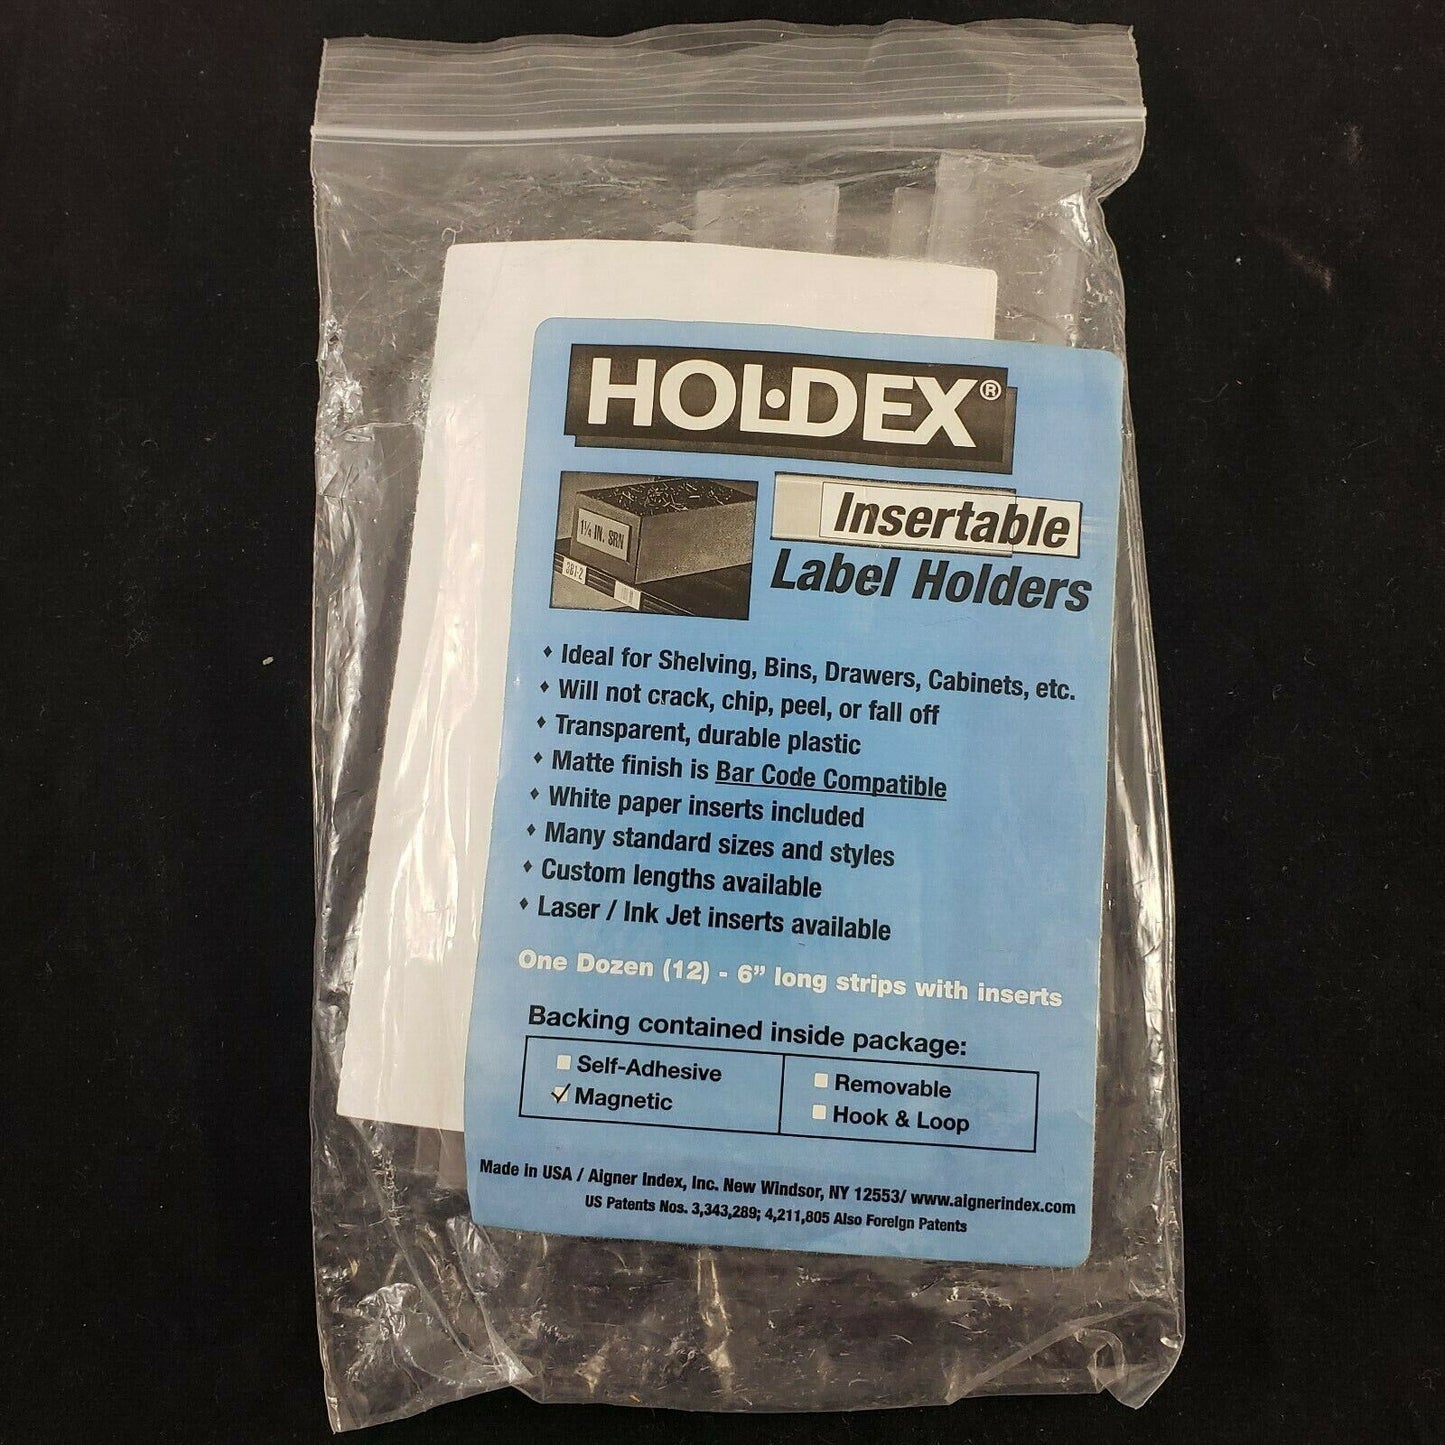 HOL·DEX®
1¼ IN. SRN
3B1-2
Insertable
Label Holders
♦ Ideal for Shelving, Bins, Drawers, Cabinets, etc.
♦ Will not crack, chip, peel, or fall off
♦ Transparent, durable plastic
♦ Matte finish is Bar Code Compatible
♦ White paper inserts included
♦ Many standard sizes and styles
♦ Custom lengths available
♦ Laser / Ink Jet inserts available
One Dozen (12) - 6” long strips with inserts
Backing contained inside package:
Self-Adhesive
✓ Magnetic
Removable
Hook & Loop
Made in USA / Aigner Index, Inc. New Windsor, NY 12553/ www.aignerindex.com
US Patents Nos. 3,343,289; 4,211,805 Also Foreign Patents